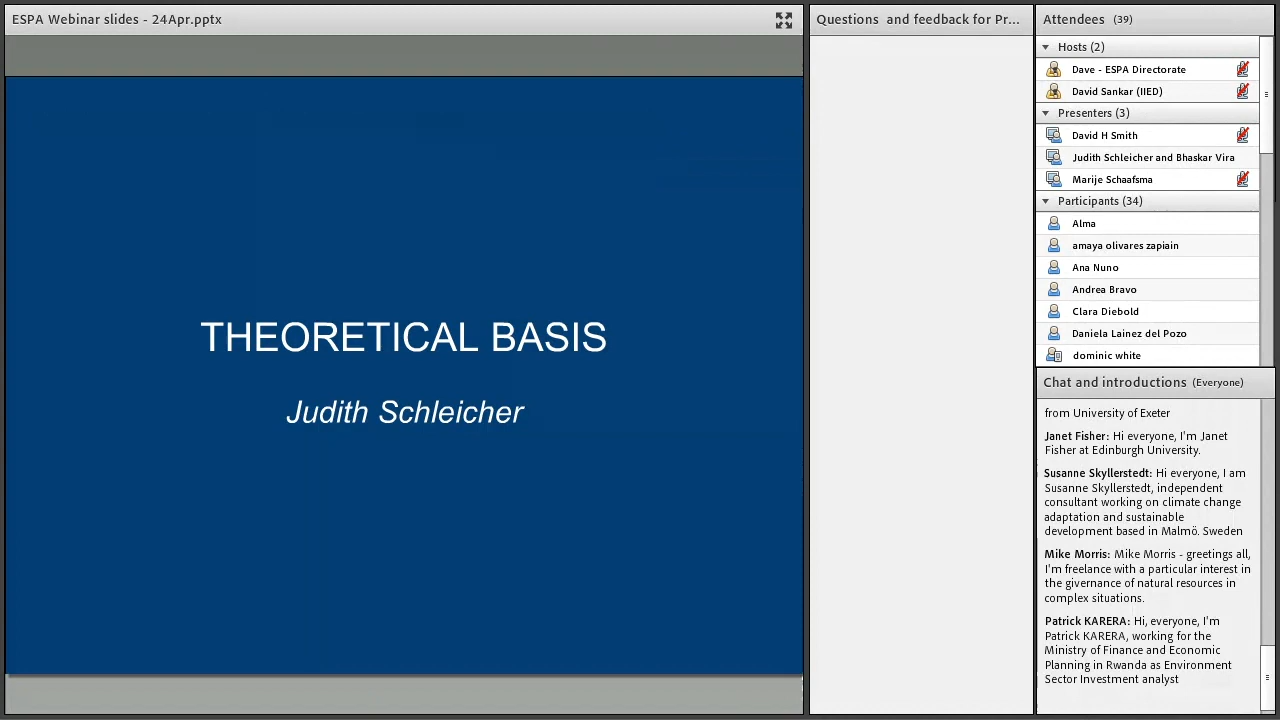 ESPA Webinar slides - 24Apr.pptx
THEORETICAL BASIS
Judith Schleicher
Questions and feedback for Pr...
Attendees (39)
Hosts (2)
Dave - ESPA Directorate
David Sankar (IIED)
Presenters (3)
David H Smith
Judith Schleicher and Bhaskar Vira
Marije Schaafsma
Participants (34)
Alma
amaya olivares zapiain
Ana Nuno
Andrea Bravo
Clara Diebold
Daniela Lainez del Pozo
dominic white
Chat and introductions (Everyone)
from University of Exeter
Janet Fisher: Hi everyone, I'm Janet
Fisher at Edinburgh University.
Susanne Skyllerstedt: Hi everyone, I am
Susanne Skyllerstedt, independent
consultant working on climate change
adaptation and sustainable
development based in Malmö. Sweden
Mike Morris: Mike Morris - greetings all,
I'm freelance with a particular interest in
the givernance of natural resources in
complex situations.
Patrick KARERA: Hi, everyone, I'm
Patrick KARERA, working for the
Ministry of Finance and Economic
Planning in Rwanda as Environment
Sector Investment analyst